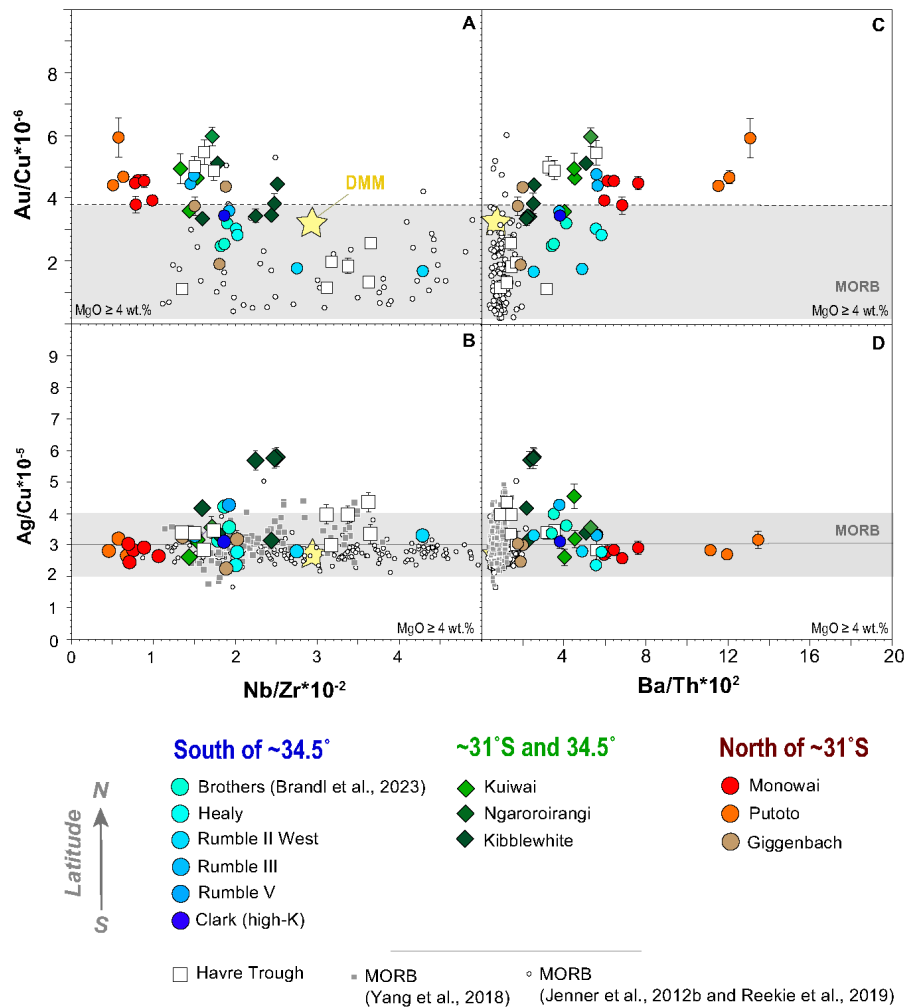 A
C
Au/Cu*10-6
8
6
4
2
DMM
MORB
MgO ≥ 4 wt.%
MgO ≥ 4 wt.%
B
D
Ag/Cu*10-5
9
8
7
6
5
4
3
2
1
0
MORB
MgO ≥ 4 wt.%
MgO ≥ 4 wt.%
0 1 2 3 4
4 8 12 16 20
Nb/Zr*10-2
Ba/Th*102
South of ~34.5˚
~31˚S and 34.5˚
North of ~31˚S
N
Latitude
S
Brothers (Brandl et al., 2023)
Healy
Rumble II West
Rumble III
Rumble V
Clark (high-K)
Kuiwai
Ngaroroirangi
Kibblewhite
Monowai
Putoto
Giggenbach
Havre Trough
MORB
(Yang et al., 2018)
MORB
(Jenner et al., 2012b and Reekie et al., 2019)